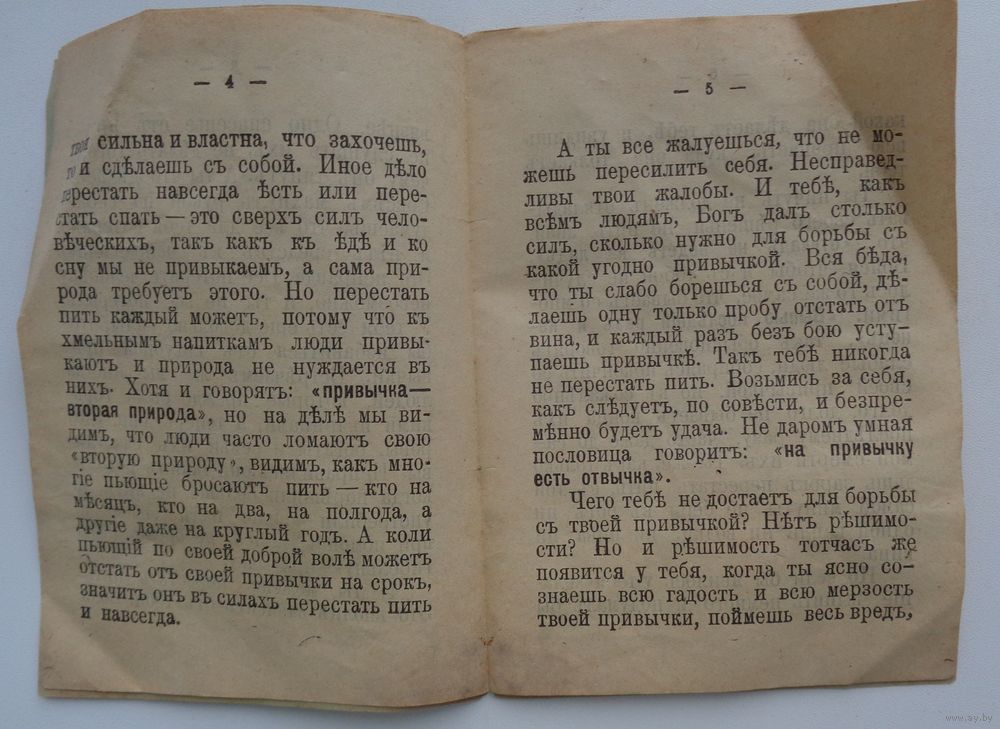 — 4 —
твоя сильна и властна, что захочешь,
то и сдѣлаешь съ собой. Иное дѣло
перестать навсегда ѣсть или пере-
стать спать — это сверхъ силъ чело-
вѣческихъ, такъ какъ къ ѣдѣ и ко
сну мы не привыкаемъ, а сама при-
рода требуетъ этого. Но перестать
пить каждый можетъ, потому что къ
хмельнымъ напиткамъ люди привы-
каютъ и природа не нуждается въ
нихъ. Хотя и говорятъ: «привычка—
вторая природа», но на дѣлѣ мы ви-
димъ, что люди часто ломаютъ свою
«вторую природу», видимъ, какъ мно-
гіе пьющіе бросаютъ пить — кто на
мѣсяцъ, кто на два, на полгода, а
другіе даже на круглый годъ. А коли
пьющій по своей доброй волѣ можетъ
отстать отъ своей привычки на срокъ,
значитъ онъ въ силахъ перестать пить
и навсегда.
— 5 —
А ты все жалуешься, что не мо-
жешь пересилить себя. Несправед-
ливы твои жалобы. И тебѣ, какъ
всѣмъ людямъ, Богъ далъ столько
силъ, сколько нужно для борьбы съ
какой угодно привычкой. Вся бѣда,
что ты слабо борешься съ собой, дѣ-
лаешь одну только пробу отстать отъ
вина, и каждый разъ безъ бою усту-
паешь привычкѣ. Такъ тебѣ никогда
не перестать пить. Возьмись за себя,
какъ слѣдуетъ, по совѣсти, и безпре-
мѣнно будетъ удача. Не даромъ умная
пословица говоритъ: «на привычку
есть отвычка».
Чего тебѣ не достаетъ для борьбы
съ твоей привычкой? Нѣтъ рѣшимо-
сти? Но и рѣшимость тотчасъ же
появится у тебя, когда ты ясно со-
знаешь всю гадость и всю мерзость
твоей привычки, поймешь весь вредъ,
www.ay.by